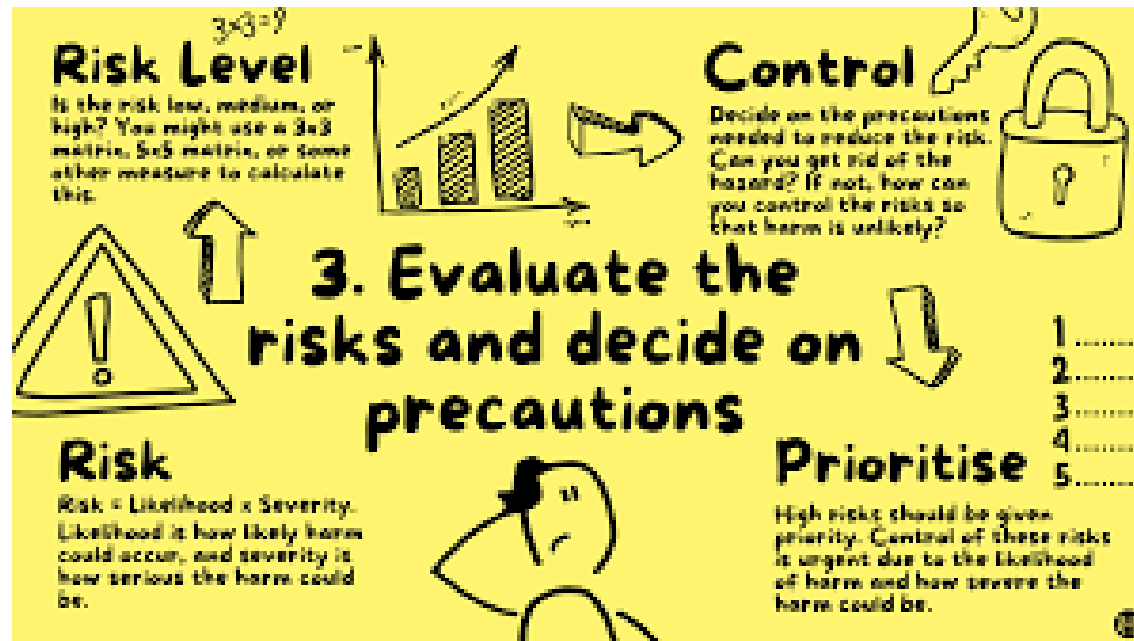 3x3=9
Risk Level
Is the risk low, medium, or
high? You might use a 3x3
matrix, 5x5 matrix, or some
other measure to calculate
this.
Control
Decide on the precautions
needed to reduce the risk.
Can you get rid of the
hazard? If not, how can
you control the risks so
that harm is unlikely?
3. Evaluate the
risks and decide on
precautions
Risk
Risk = Likelihood x Severity.
Likelihood is how likely harm
could occur, and severity is
how serious the harm could
be.
1........
2........
3........
4........
5........
Prioritise
High risks should be given
priority. Control of these risks
is urgent due to the likelihood
of harm and how severe the
harm could be.